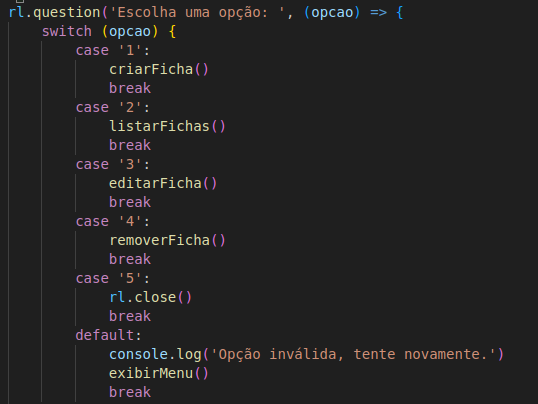 rl.question('Escolha uma opção: ', (opcao) => {
    switch (opcao) {
        case '1':
            criarFicha()
            break
        case '2':
            listarFichas()
            break
        case '3':
            editarFicha()
            break
        case '4':
            removerFicha()
            break
        case '5':
            rl.close()
            break
        default:
            console.log('Opção inválida, tente novamente.')
            exibirMenu()
            break